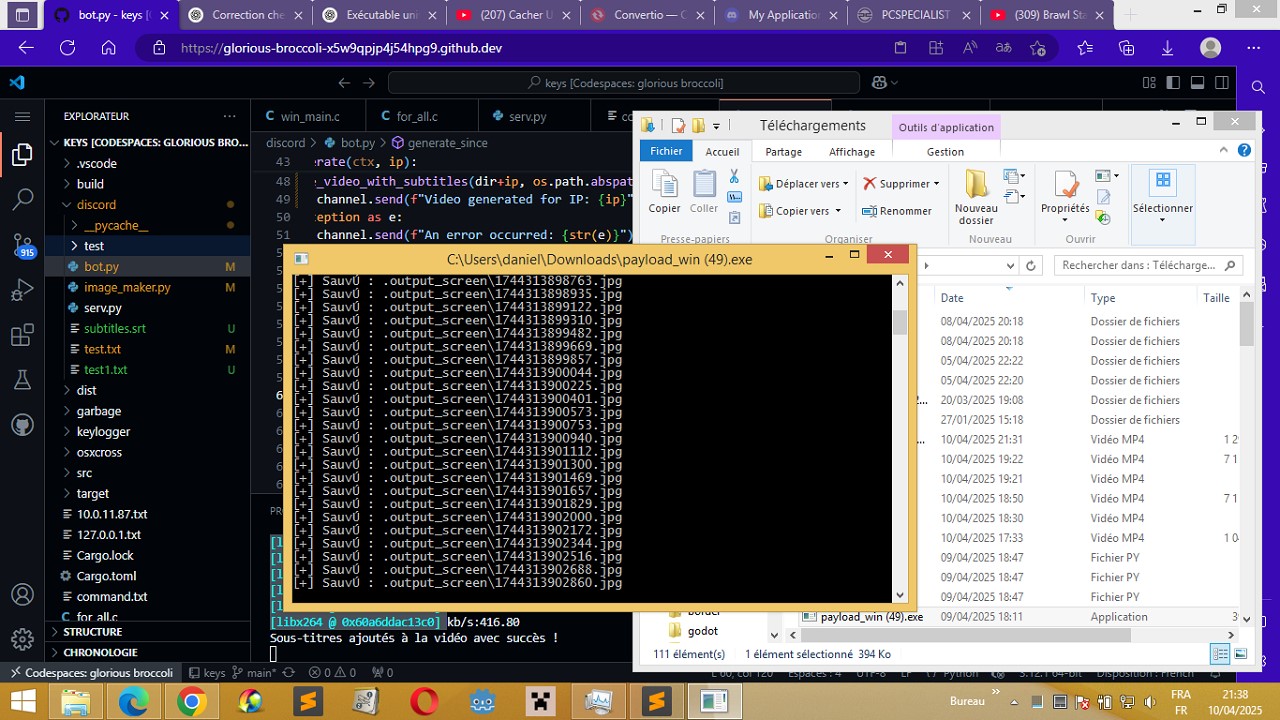 bot.py - keys [
Correction che
Exécutable uni
(207) Cacher U
Convertio — C
My Application
PCSPECIALIST
(309) Brawl Sta
https://glorious-broccoli-x5w9qpjp4j54hpg9.github.dev
keys [Codespaces: glorious broccoli]
EXPLORATEUR
KEYS [CODESPACES: GLORIOUS BRO...
.vscode
build
discord
__pycache__
test
bot.py M
image_maker.py M
serv.py
subtitles.srt U
test.txt M
test1.txt U
dist
garbage
keylogger
osxcross
src
target
10.0.11.87.txt
127.0.0.1.txt
Cargo.lock
Cargo.toml
command.txt
for_all.c
STRUCTURE
CHRONOLOGIE
915
win_main.c
for_all.c
serv.py
discord > bot.py > generate_since
43 erate(ctx, ip):
48 _video_with_subtitles(dir+ip, os.path.abspat
49 channel.send(f"Video generated for IP: {ip}"
50 ception as e:
51 channel.send(f"An error occurred: {str(e)}")
Téléchargements
Outils d'application
Fichier
Accueil
Partage
Affichage
Gestion
Copier
Coller
Déplacer vers
Copier vers
Supprimer
Renommer
Nouveau dossier
Propriétés
Sélectionner
Presse-papiers
Organiser
Nouveau
Ouvrir
Rechercher dans : Télécharge...
Date
Type
Taille
08/04/2025 20:18 Dossier de fichiers
08/04/2025 20:18 Dossier de fichiers
05/04/2025 22:22 Dossier de fichiers
05/04/2025 22:20 Dossier de fichiers
20/03/2025 19:08 Dossier de fichiers
27/01/2025 15:18 Dossier de fichiers
10/04/2025 21:31 Vidéo MP4
10/04/2025 19:22 Vidéo MP4
10/04/2025 19:21 Vidéo MP4
10/04/2025 18:50 Vidéo MP4
10/04/2025 18:30 Vidéo MP4
10/04/2025 17:33 Vidéo MP4
09/04/2025 18:47 Fichier PY
09/04/2025 18:47 Fichier PY
09/04/2025 18:47 Fichier PY
payload_win (49).exe 09/04/2025 18:11 Application
godot
111 élément(s)
1 élément sélectionné 394 Ko
C:\Users\daniel\Downloads\payload_win (49).exe
[+] SauvÚ : .output_screen\1744313898763.jpg
[+] SauvÚ : .output_screen\1744313898935.jpg
[+] SauvÚ : .output_screen\1744313899122.jpg
[+] SauvÚ : .output_screen\1744313899310.jpg
[+] SauvÚ : .output_screen\1744313899482.jpg
[+] SauvÚ : .output_screen\1744313899669.jpg
[+] SauvÚ : .output_screen\1744313899857.jpg
[+] SauvÚ : .output_screen\1744313900044.jpg
[+] SauvÚ : .output_screen\1744313900225.jpg
[+] SauvÚ : .output_screen\1744313900401.jpg
[+] SauvÚ : .output_screen\1744313900573.jpg
[+] SauvÚ : .output_screen\1744313900753.jpg
[+] SauvÚ : .output_screen\1744313900940.jpg
[+] SauvÚ : .output_screen\1744313901112.jpg
[+] SauvÚ : .output_screen\1744313901300.jpg
[+] SauvÚ : .output_screen\1744313901469.jpg
[+] SauvÚ : .output_screen\1744313901657.jpg
[+] SauvÚ : .output_screen\1744313901829.jpg
[+] SauvÚ : .output_screen\1744313902000.jpg
[+] SauvÚ : .output_screen\1744313902172.jpg
[+] SauvÚ : .output_screen\1744313902344.jpg
[+] SauvÚ : .output_screen\1744313902516.jpg
[+] SauvÚ : .output_screen\1744313902688.jpg
[+] SauvÚ : .output_screen\1744313902860.jpg
[libx264 @ 0x60a6ddac13c0] kb/s:416.80
Sous-titres ajoutés à la vidéo avec succès !
Codespaces: glorious broccoli
keys
main*
0 0
0
Bureau
FRA
FR
21:38
10/04/2025